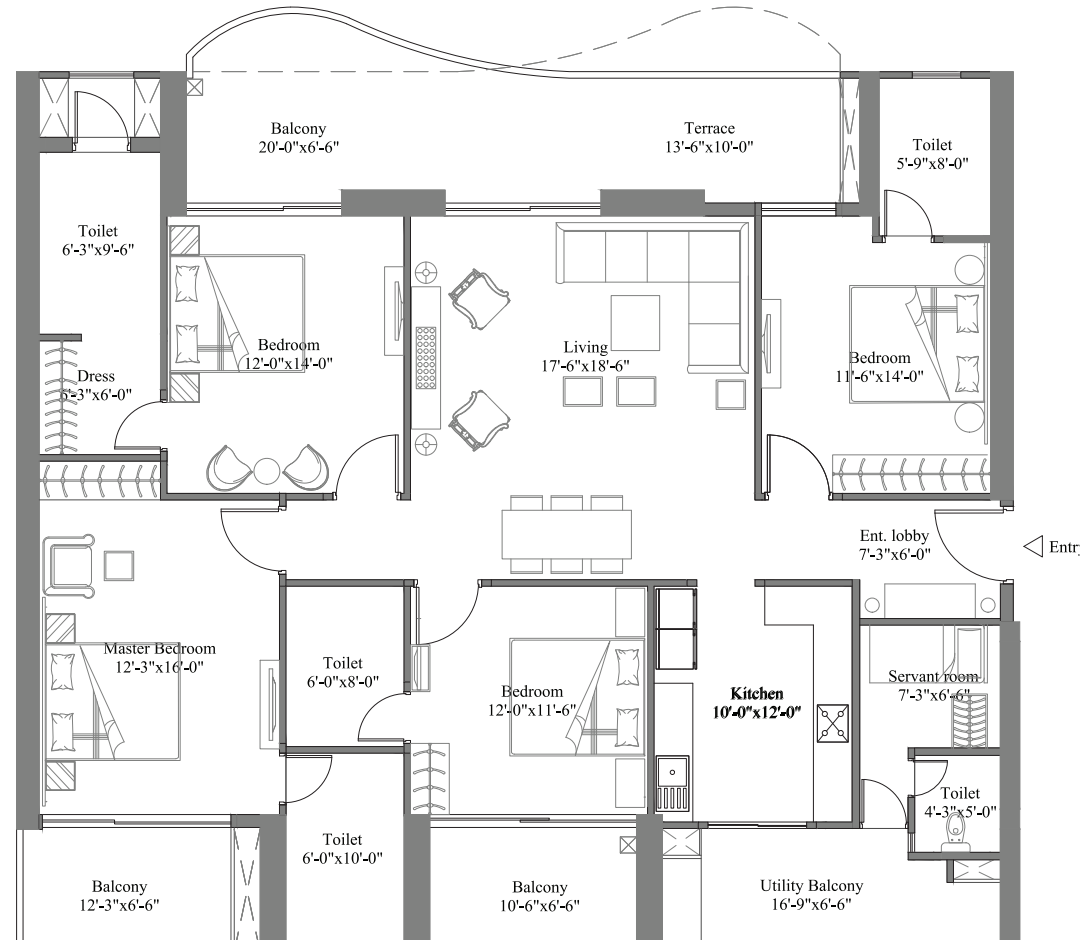 Balcony
20'-0"x6'-6"
Terrace
13'-6"x10'-0"
Toilet
5'-9"x8'-0"
Toilet
6'-3"x9'-6"
Bedroom
12'-0"x14'-0"
Living
17'-6"x18'-6"
Bedroom
11'-6"x14'-0"
Dress
6'-3"x6'-0"
Ent. lobby
7'-3"x6'-0"
Entry
Master Bedroom
12'-3"x16'-0"
Toilet
6'-0"x8'-0"
Bedroom
12'-0"x11'-6"
Kitchen
10'-0"x12'-0"
Servant room
7'-3"x6'-6"
Toilet
4'-3"x5'-0"
Toilet
6'-0"x10'-0"
Balcony
12'-3"x6'-6"
Balcony
10'-6"x6'-6"
Utility Balcony
16'-9"x6'-6"